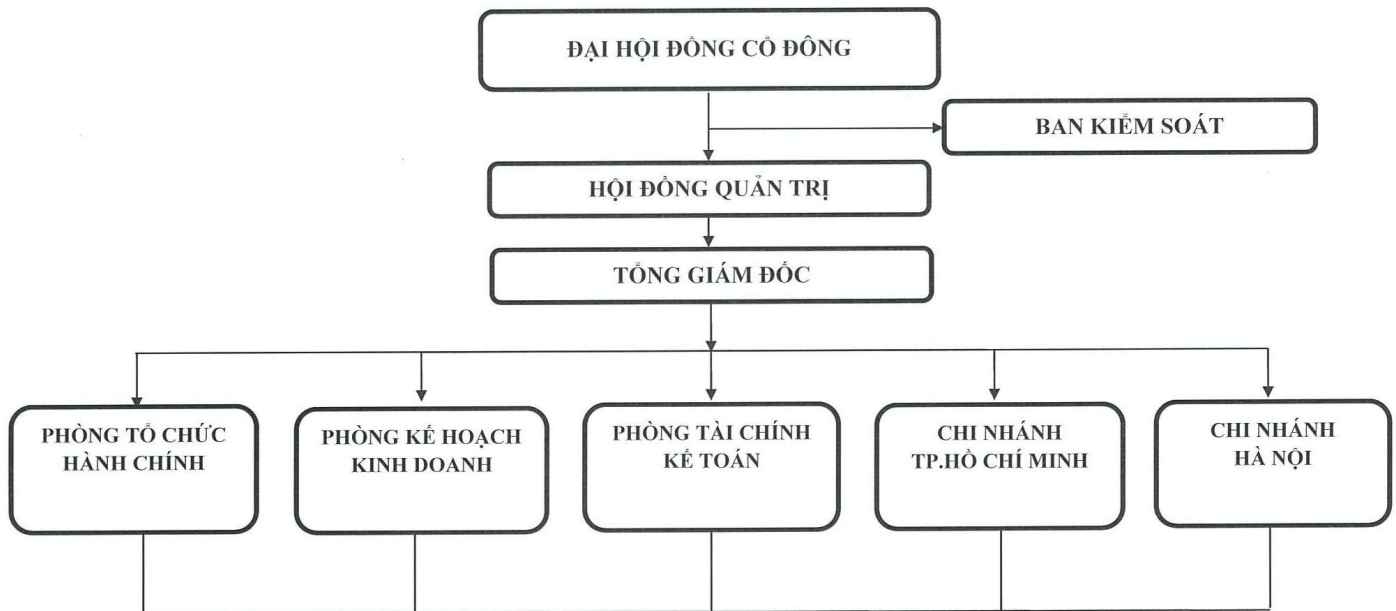 ĐẠI HỘI ĐỒNG CỔ ĐÔNG
BAN KIỂM SOÁT
HỘI ĐỒNG QUẢN TRỊ
TỔNG GIÁM ĐỐC
PHÒNG TỔ CHỨC
HÀNH CHÍNH
PHÒNG KẾ HOẠCH
KINH DOANH
PHÒNG TÀI CHÍNH
KẾ TOÁN
CHI NHÁNH
TP.HỒ CHÍ MINH
CHI NHÁNH
HÀ NỘI